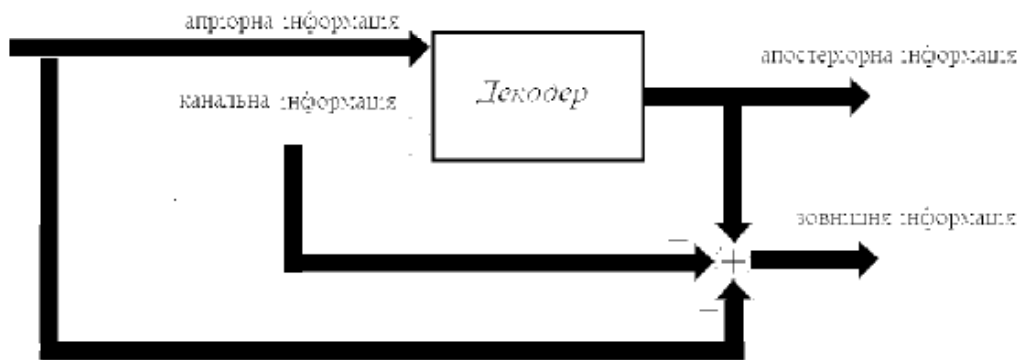 апріорна інформація
апостеріорна інформація
Декодер
канальна інформація
зовнішня інформація
−
+
−